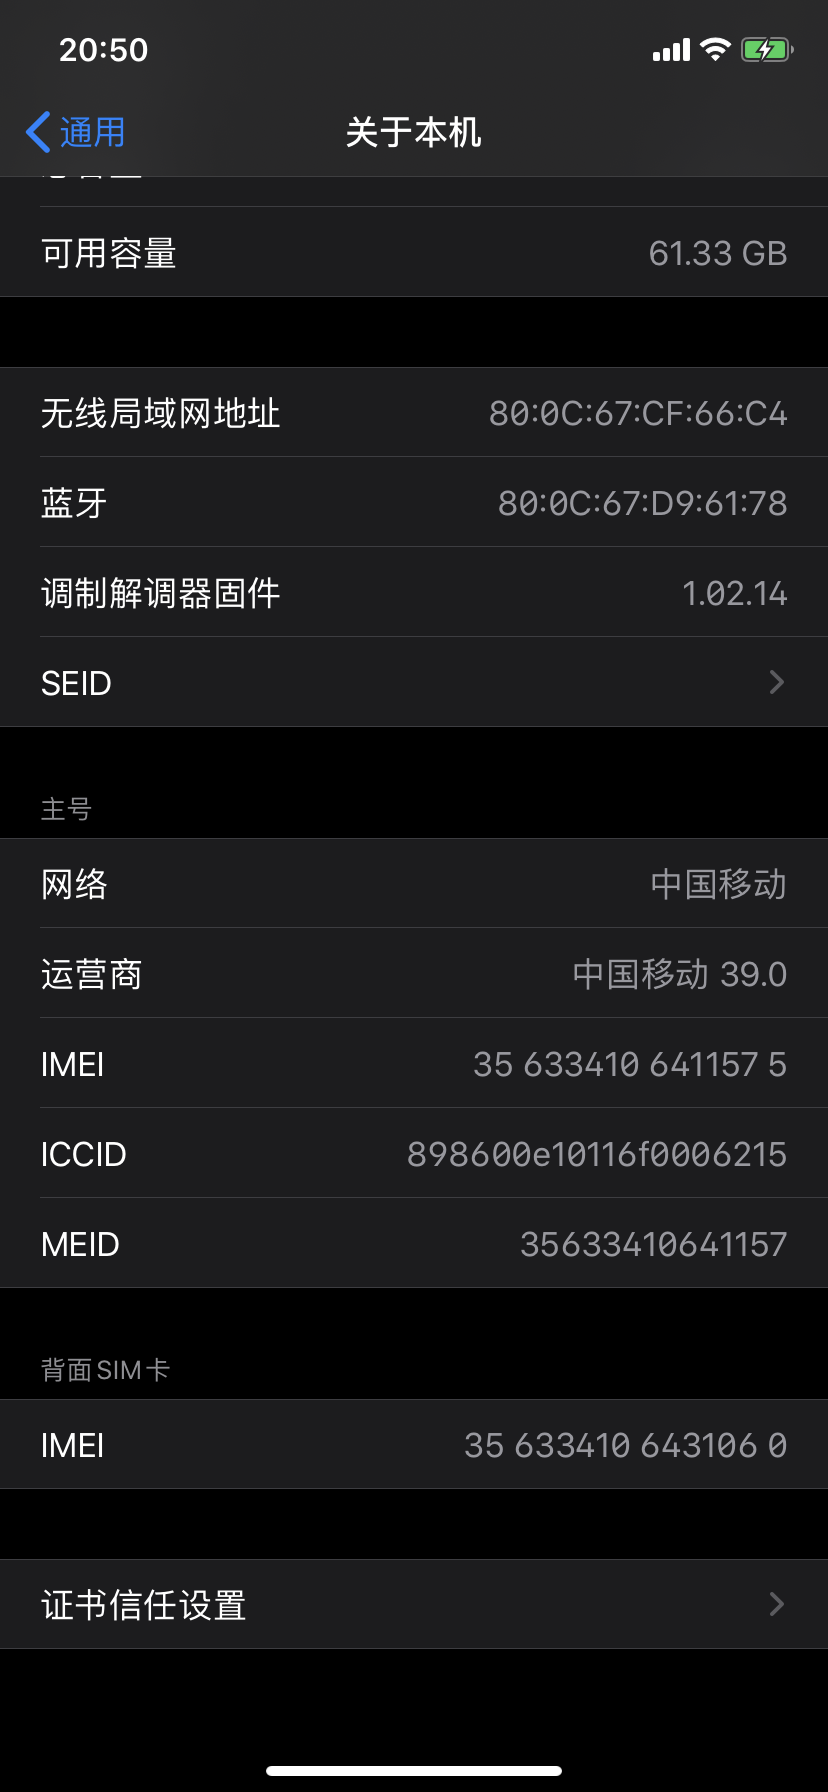 20:50
通用
关于本机
可用容量 61.33 GB
无线局域网地址 80:0C:67:CF:66:C4
蓝牙 80:0C:67:D9:61:78
调制解调器固件 1.02.14
SEID
主号
网络 中国移动
运营商 中国移动 39.0
IMEI 35 633410 641157 5
ICCID 898600e10116f0006215
MEID 35633410641157
背面SIM卡
IMEI 35 633410 643106 0
证书信任设置